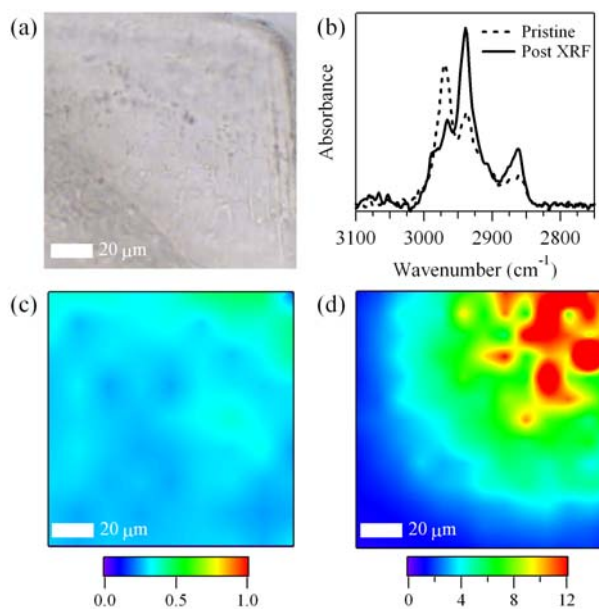 (a)
20 μm
(b)
Pristine
Post XRF
Absorbance
3100 3000 2900 2800
Wavenumber (cm⁻¹)
(c)
20 μm
0.0 0.5 1.0
(d)
20 μm
0 4 8 12